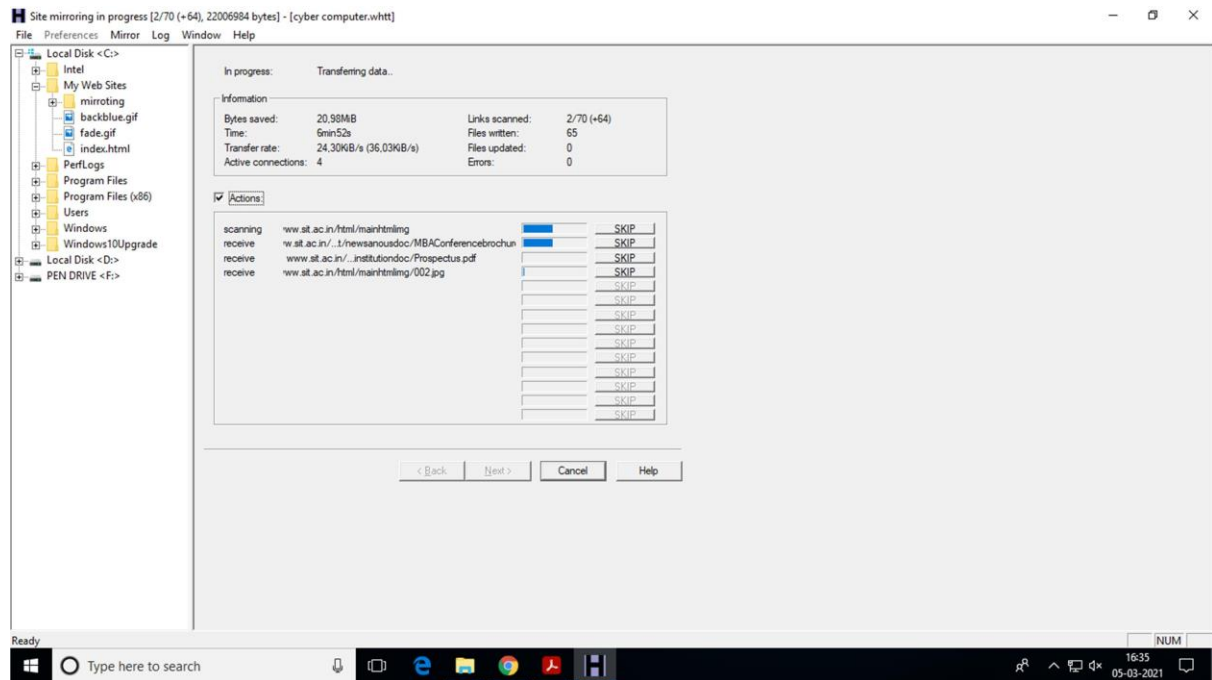 Site mirroring in progress [2/70 (+64), 22006984 bytes] - [cyber computer.whtt]
File Preferences Mirror Log Window Help
Local Disk <C:>
Intel
My Web Sites
mirroting
backblue.gif
fade.gif
index.html
PerfLogs
Program Files
Program Files (x86)
Users
Windows
Windows10Upgrade
Local Disk <D:>
PEN DRIVE <F:>
In progress: Transferring data..
Information
Bytes saved: 20,98MiB Links scanned: 2/70 (+64)
Time: 6min52s Files written: 65
Transfer rate: 24,30KiB/s (36,03KiB/s) Files updated: 0
Active connections: 4 Errors: 0
Actions:
scanning www.sit.ac.in/html/mainhtmlimg SKIP
receive w.sit.ac.in/...t/newsanousdoc/MBAConferencebrochure SKIP
receive www.sit.ac.in/...institutiondoc/Prospectus.pdf SKIP
receive www.sit.ac.in/html/mainhtmlimg/002.jpg SKIP
SKIP
SKIP
SKIP
SKIP
SKIP
SKIP
SKIP
SKIP
SKIP
SKIP
< Back Next > Cancel Help
Ready NUM
Type here to search
16:35
05-03-2021